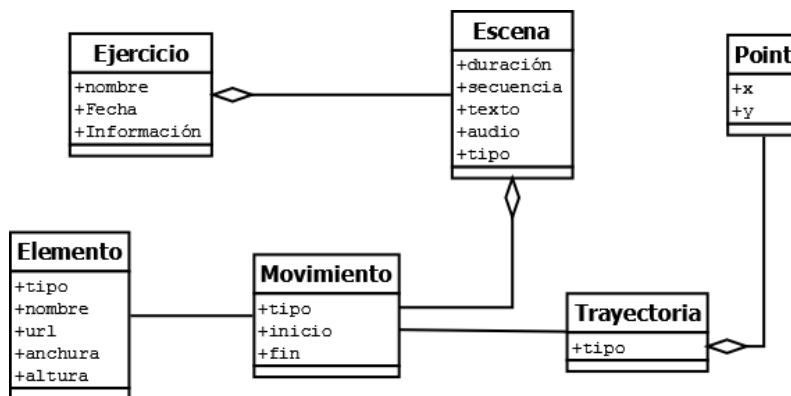 Ejercicio
+nombre
+Fecha
+Información
Escena
+duración
+secuencia
+texto
+audio
+tipo
Point
+x
+y
Elemento
+tipo
+nombre
+url
+anchura
+altura
Movimiento
+tipo
+inicio
+fin
Trayectoria
+tipo